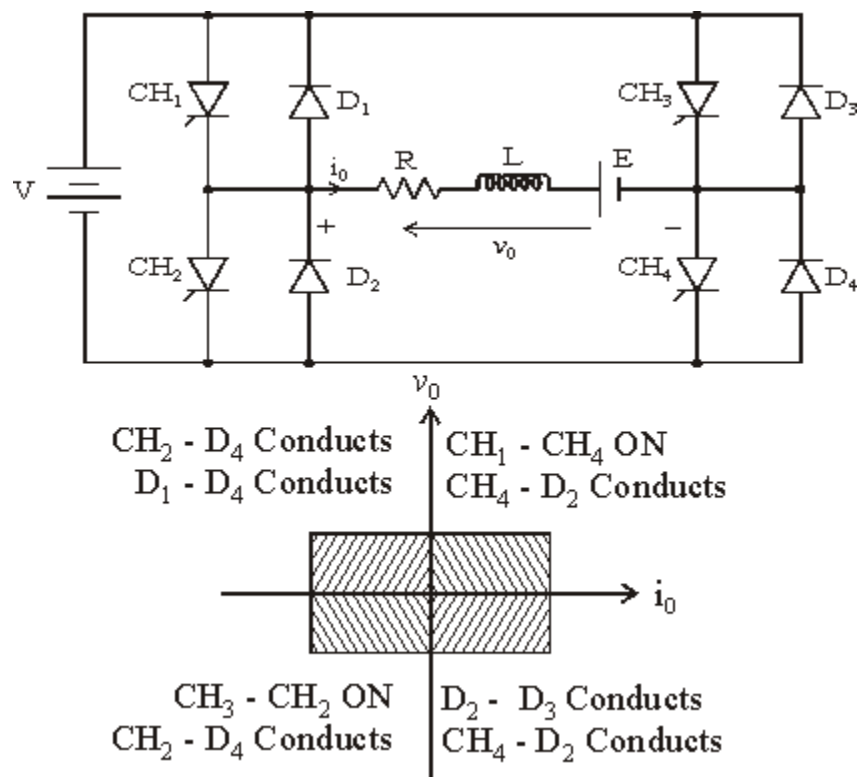 CH₁ D₁ CH₃ D₃
i₀ R L E
V
+ v₀ −
CH₂ D₂ CH₄ D₄
v₀
CH₂ - D₄ Conducts CH₁ - CH₄ ON
D₁ - D₄ Conducts CH₄ - D₂ Conducts
i₀
CH₃ - CH₂ ON D₂ - D₃ Conducts
CH₂ - D₄ Conducts CH₄ - D₂ Conducts